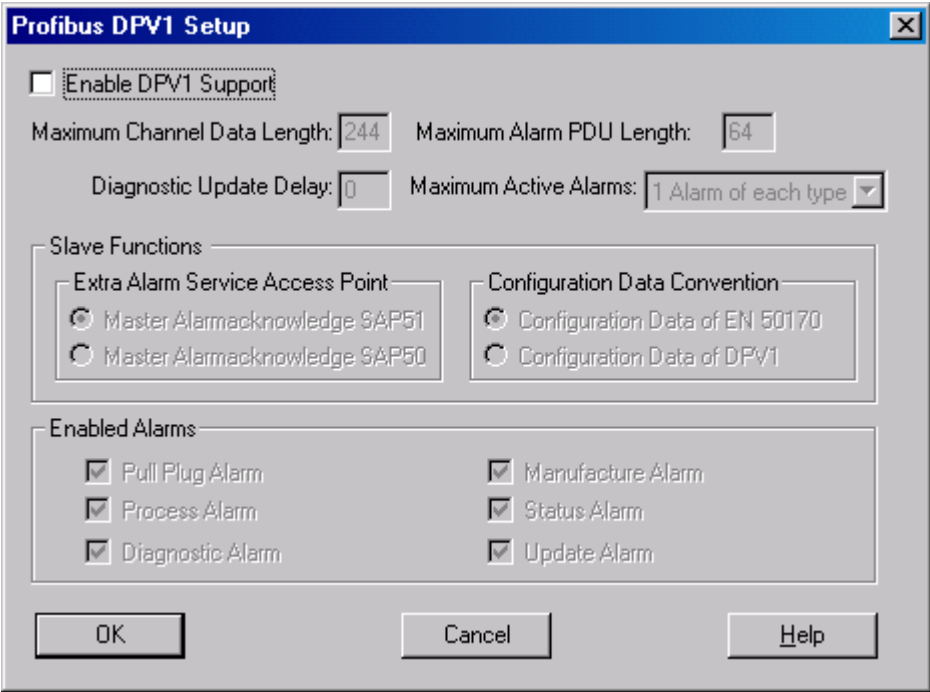 Profibus DPV1 Setup
Enable DPV1 Support
Maximum Channel Data Length: 244 Maximum Alarm PDU Length: 64
Diagnostic Update Delay: 0 Maximum Active Alarms: 1 Alarm of each type
Slave Functions
Extra Alarm Service Access Point
Master Alarmacknowledge SAP51
Master Alarmacknowledge SAP50
Configuration Data Convention
Configuration Data of EN 50170
Configuration Data of DPV1
Enabled Alarms
Pull Plug Alarm Manufacture Alarm
Process Alarm Status Alarm
Diagnostic Alarm Update Alarm
OK Cancel Help